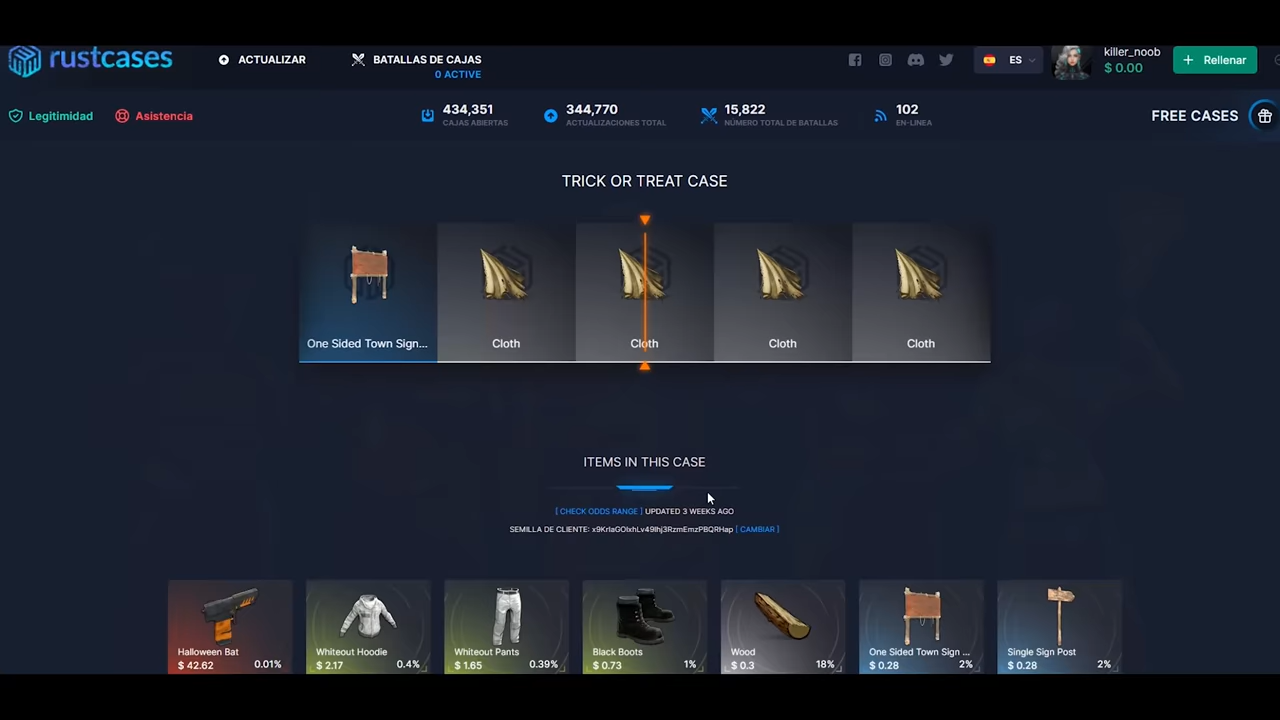 rustcases
ACTUALIZAR
BATALLAS DE CAJAS
0 ACTIVE
ES
killer_noob
$ 0.00
+ Rellenar
Legitimidad
Asistencia
434,351
CAJAS ABIERTAS
344,770
ACTUALIZACIONES TOTAL
15,822
NÚMERO TOTAL DE BATALLAS
102
EN-LINEA
FREE CASES
TRICK OR TREAT CASE
One Sided Town Sign...
Cloth
Cloth
Cloth
Cloth
ITEMS IN THIS CASE
[ CHECK ODDS RANGE ] UPDATED 3 WEEKS AGO
SEMILLA DE CLIENTE: [ CAMBIAR ]
Halloween Bat
$ 42.62 0.01%
Whiteout Hoodie
$ 2.17 0.4%
Whiteout Pants
$ 1.65 0.39%
Black Boots
$ 0.73 1%
Wood
$ 0.3 18%
One Sided Town Sign ...
$ 0.28 2%
Single Sign Post
$ 0.28 2%